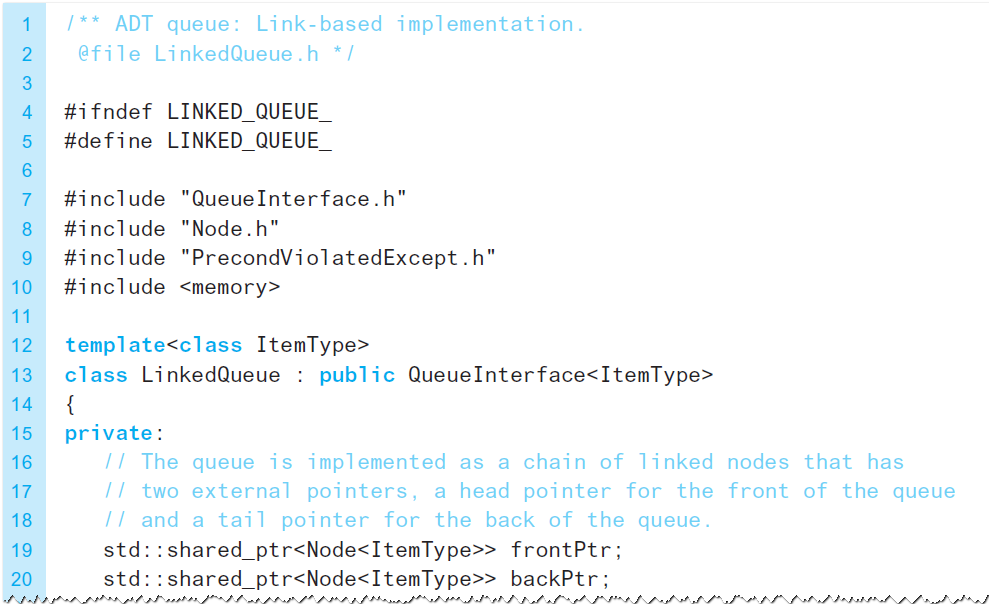 1 /** ADT queue: Link-based implementation.
2 @file LinkedQueue.h */
3
4 #ifndef LINKED_QUEUE_
5 #define LINKED_QUEUE_
6
7 #include "QueueInterface.h"
8 #include "Node.h"
9 #include "PrecondViolatedExcept.h"
10 #include <memory>
11
12 template<class ItemType>
13 class LinkedQueue : public QueueInterface<ItemType>
14 {
15 private:
16 // The queue is implemented as a chain of linked nodes that has
17 // two external pointers, a head pointer for the front of the queue
18 // and a tail pointer for the back of the queue.
19 std::shared_ptr<Node<ItemType>> frontPtr;
20 std::shared_ptr<Node<ItemType>> backPtr;